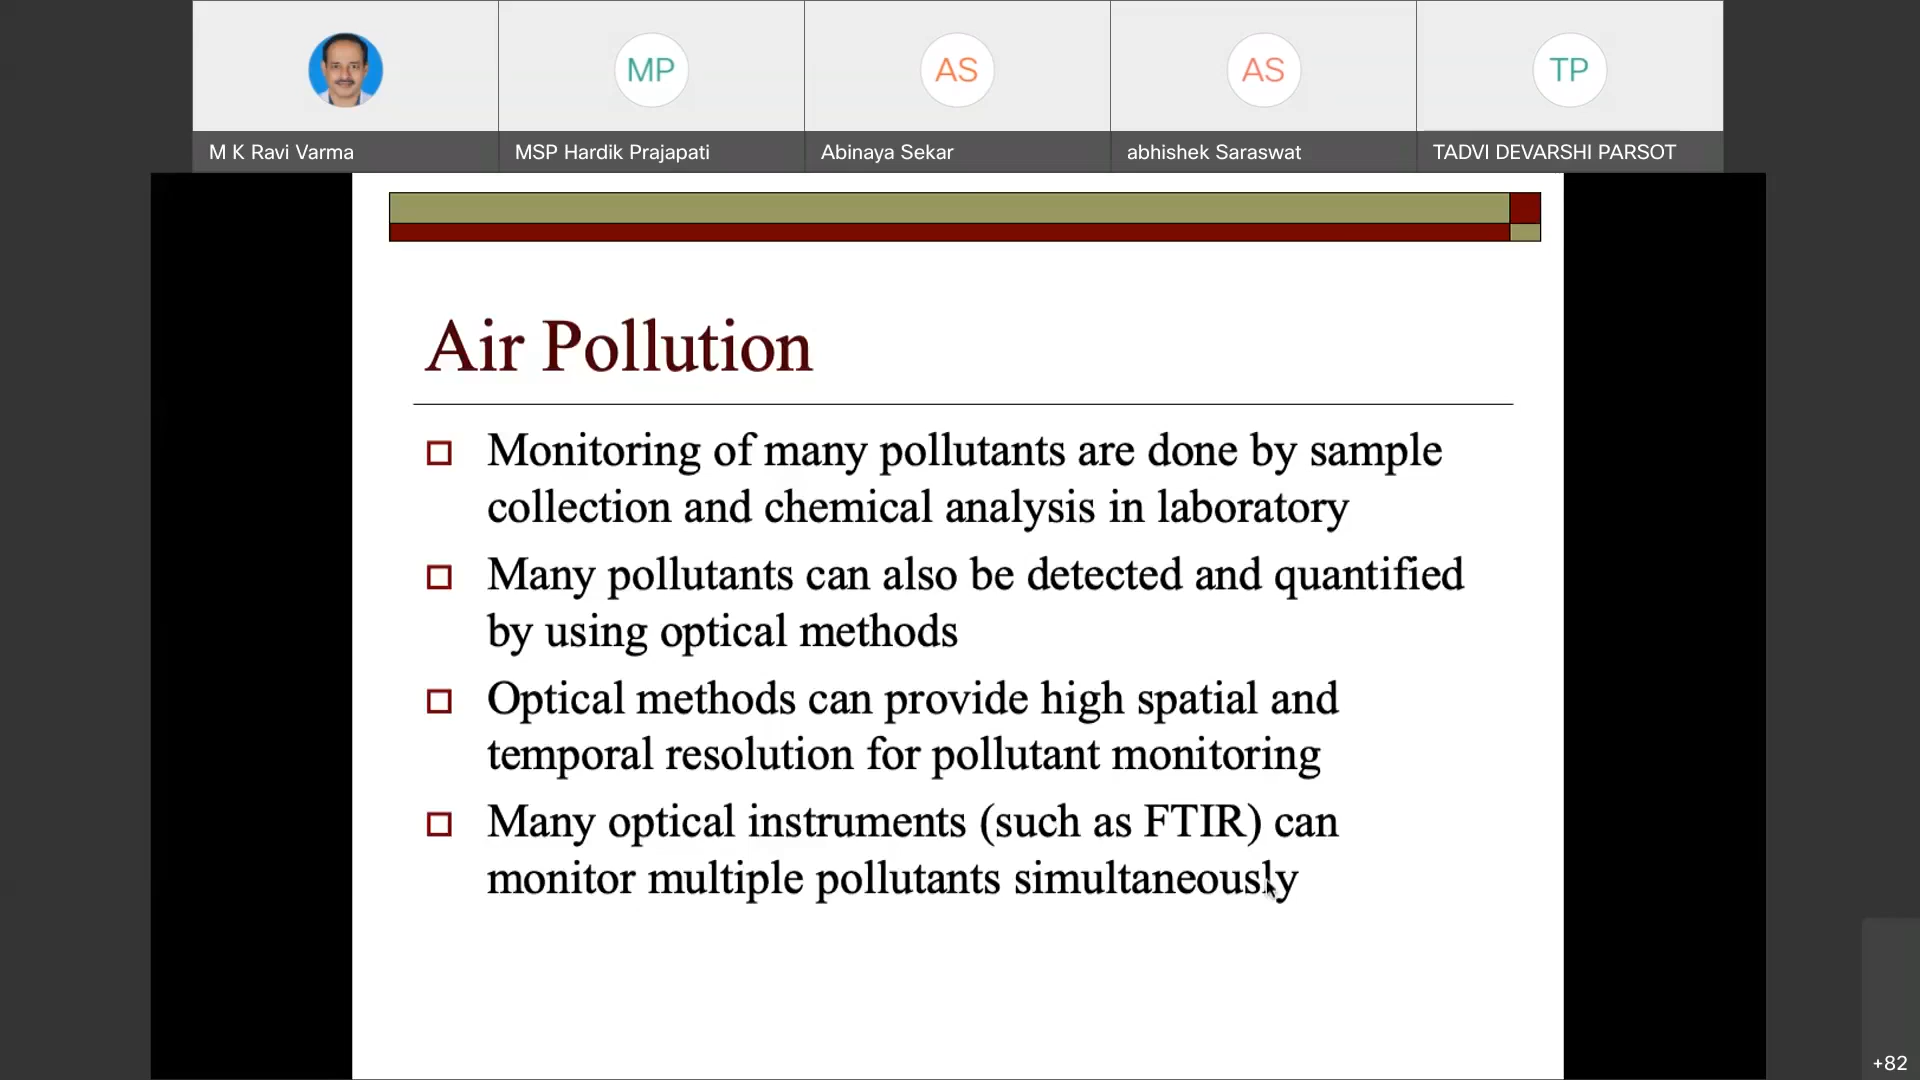 MP
AS
AS
TP
M K Ravi Varma
MSP Hardik Prajapati
Abinaya Sekar
abhishek Saraswat
TADVI DEVARSHI PARSOT
Air Pollution
Monitoring of many pollutants are done by sample
collection and chemical analysis in laboratory
Many pollutants can also be detected and quantified
by using optical methods
Optical methods can provide high spatial and
temporal resolution for pollutant monitoring
Many optical instruments (such as FTIR) can
monitor multiple pollutants simultaneously
+82